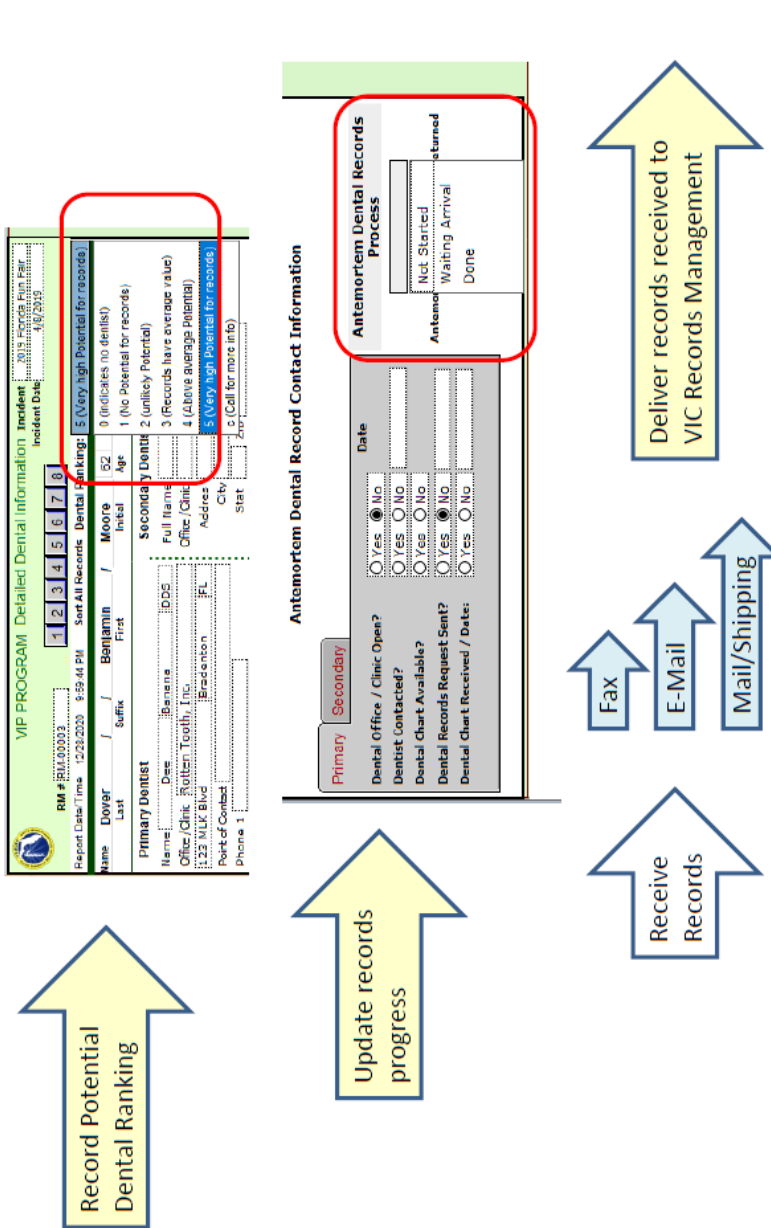 Record Potential
Dental Ranking
VIP PROGRAM Detailed Dental Information
Incident 2019 Florida Fun Fair
Incident Date: 4/8/2019
RM # RM-00003
1 2 3 4 5 6 7 8
Report Date/Time 12/28/2020 9:59:44 PM Sort All Records Dental Ranking: 5 (Very high Potential for records)
0 (Indicates no dentist)
1 (No Potential for records)
2 (unlikely Potential)
3 (Records have average value)
4 (Above average Potential)
5 (Very high Potential for records)
c (Call for more info)
Name Dover / / Benjamin / Moore 62
Last Suffix First Initial Age
Primary Dentist
Name: Dee Banana DDS
Office/Clinic Rotten Tooth, Inc.
123 MLK Blvd Bradenton FL
Point of Contact
Phone 1
Secondary Dentis
Full Name
Office/Clinic
Addres
City
Stat
Update records
progress
Antemortem Dental Record Contact Information
Primary Secondary
Date
Dental Office / Clinic Open? Yes No
Dentist Contacted? Yes No
Dental Chart Available? Yes No
Dental Records Request Sent? Yes No
Dental Chart Received / Date: Yes No
Antemortem Dental Records
Process
Antemo
eturned
Not Started
Waiting Arrival
Done
Receive
Records
Fax
E-Mail
Mail/Shipping
Deliver records received to
VIC Records Management